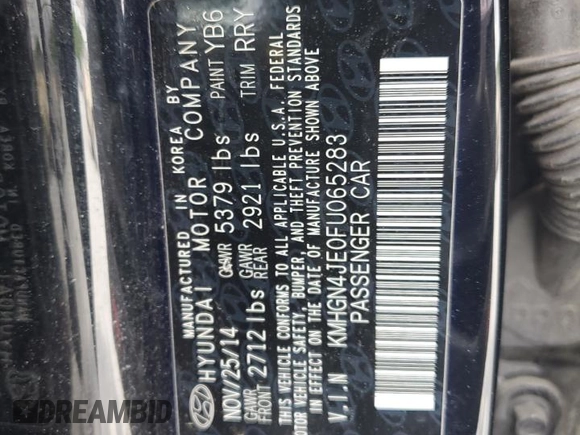 MANUFACTURED IN KOREA BY
HYUNDAI MOTOR COMPANY
NOV/25/14 GVWR 5379 lbs PAINT YB6
GAWR FRONT 2712 lbs GAWR REAR 2921 lbs TRIM RRY
THIS VEHICLE CONFORMS TO ALL APPLICABLE U.S.A. FEDERAL
MOTOR VEHICLE SAFETY, BUMPER, AND THEFT PREVENTION STANDARDS
IN EFFECT ON THE DATE OF MANUFACTURE SHOWN ABOVE
V.I.N KMHGN4JE0FU065283
PASSENGER CAR
DREAMBID